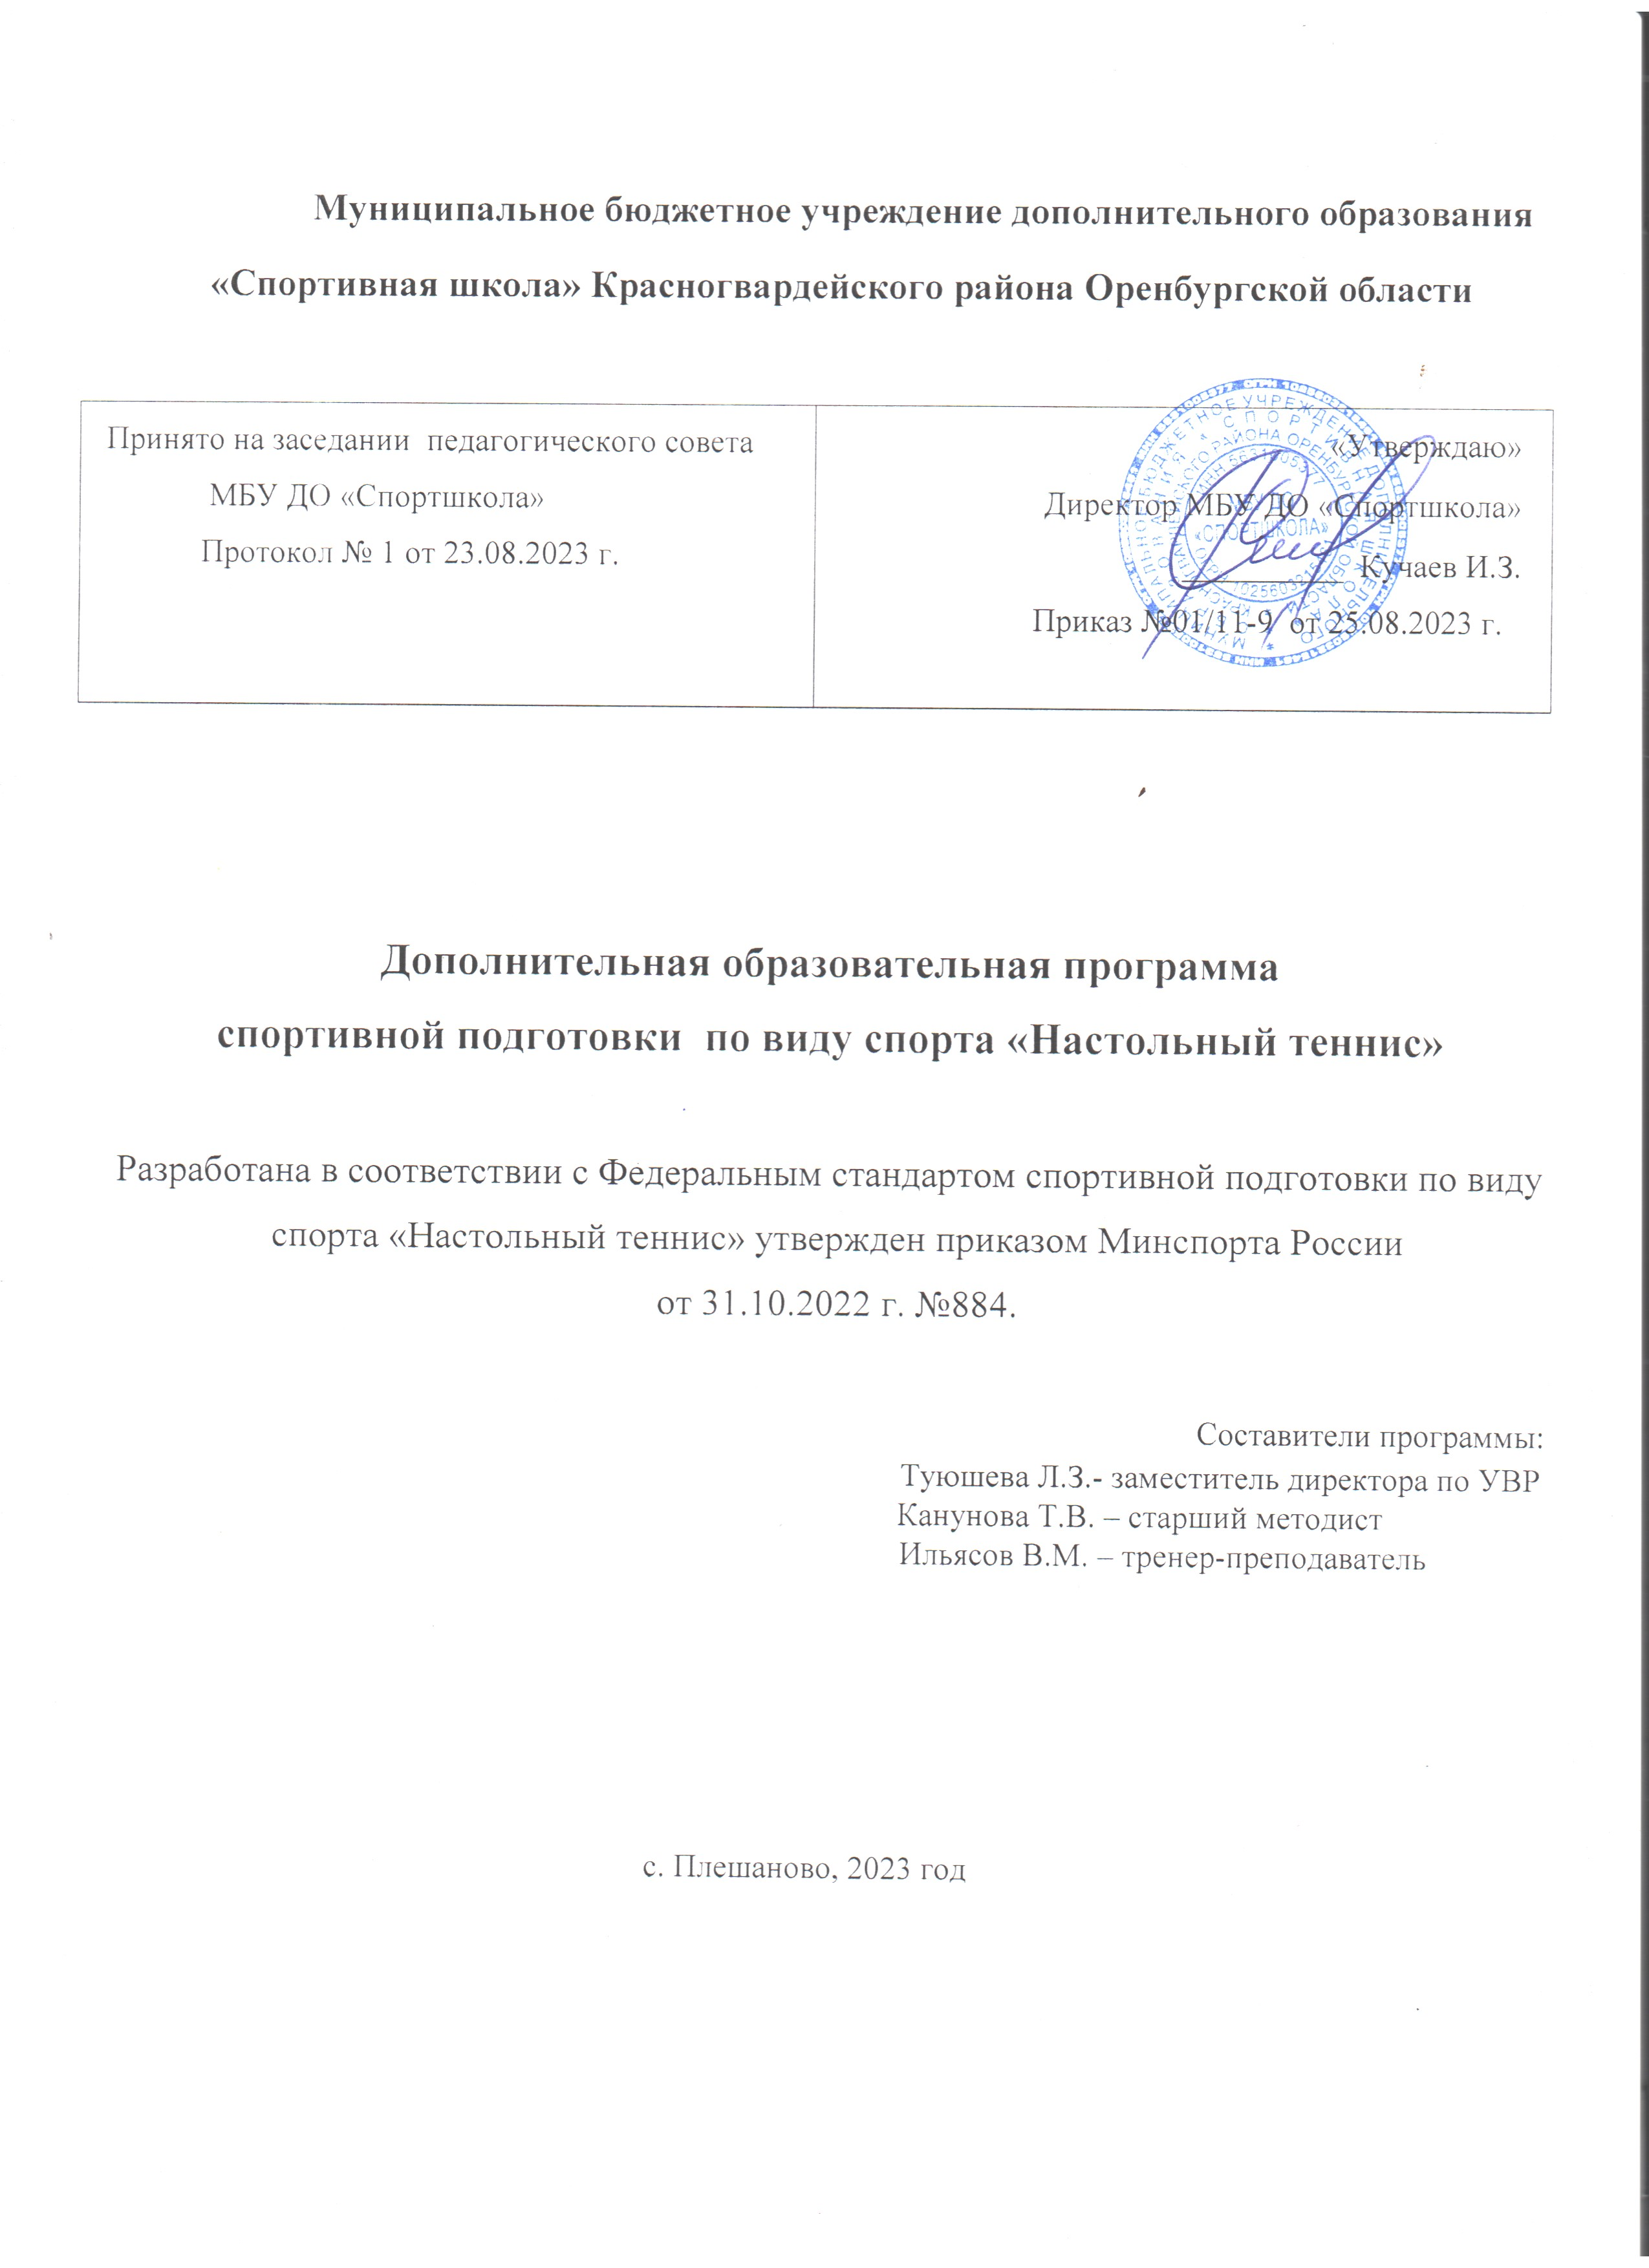 Муниципальное бюджетное учреждение дополнительного образования
«Спортивная школа» Красногвардейского района Оренбургской области
Принято на заседании педагогического совета
МБУ ДО «Спортшкола»
Протокол № 1 от 23.08.2023 г.
«Утверждаю»
Директор МБУ ДО «Спортшкола»
Кучаев И.З.
Приказ №01/11-9 от 25.08.2023 г.
«СПОРТШКОЛА»
Дополнительная образовательная программа
спортивной подготовки по виду спорта «Настольный теннис»
Разработана в соответствии с Федеральным стандартом спортивной подготовки по виду
спорта «Настольный теннис» утвержден приказом Минспорта России
от 31.10.2022 г. №884.
Составители программы:
Туюшева Л.З.- заместитель директора по УВР
Канунова Т.В. – старший методист
Ильясов В.М. – тренер-преподаватель
с. Плешаново, 2023 год